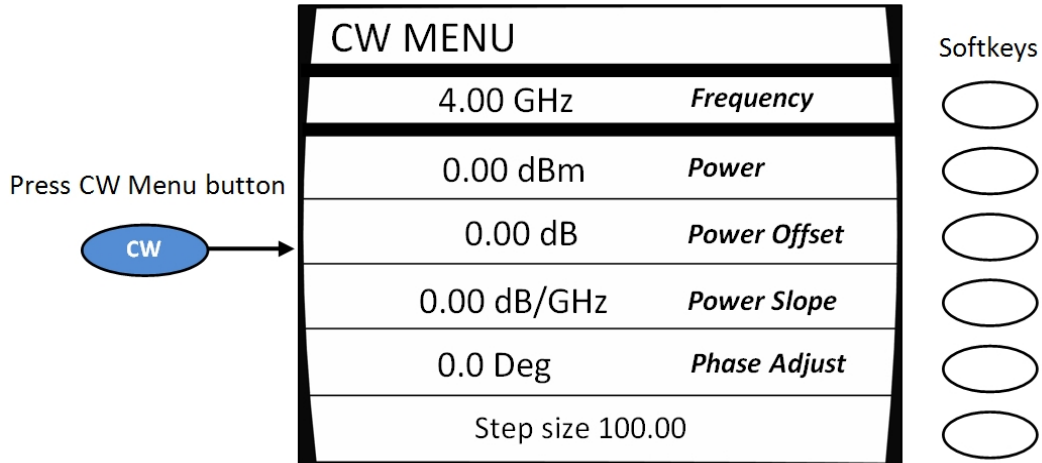 CW MENU
Softkeys
4.00 GHz Frequency
0.00 dBm Power
Press CW Menu button
0.00 dB Power Offset
CW
0.00 dB/GHz Power Slope
0.0 Deg Phase Adjust
Step size 100.00